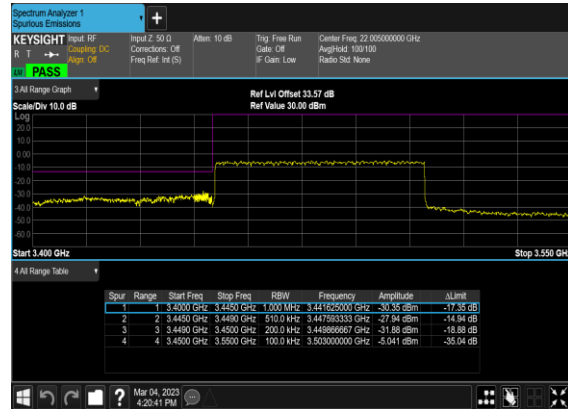 Spectrum Analyzer 1
Spurious Emissions
+
KEYSIGHT Input: RF Input Z: 50 Ω Atten: 10 dB Trig: Free Run Center Freq: 22.005000000 GHz
R T Coupling: DC Corrections: Off Gate: Off Avg|Hold: 100/100
Align: Off Freq Ref: Int (S) IF Gain: Low Radio Std: None
PASS
3 All Range Graph
Ref Lvl Offset 33.57 dB
Scale/Div 10.0 dB Ref Value 30.00 dBm
Log
20.0
10.0
0.00
-10.0
-20.0
-30.0
-40.0
-50.0
-60.0
Start 3.400 GHz Stop 3.550 GHz
4 All Range Table
Spur Range Start Freq Stop Freq RBW Frequency Amplitude ΔLimit
1 1 3.4000 GHz 3.4450 GHz 1.000 MHz 3.441625000 GHz -30.35 dBm -17.35 dB
2 2 3.4450 GHz 3.4490 GHz 510.0 kHz 3.447593333 GHz -27.94 dBm -14.94 dB
3 3 3.4490 GHz 3.4500 GHz 200.0 kHz 3.449866667 GHz -31.88 dBm -18.88 dB
4 4 3.4500 GHz 3.5500 GHz 100.0 kHz 3.503000000 GHz -5.041 dBm -35.04 dB
? Mar 04, 2023
4:20:41 PM